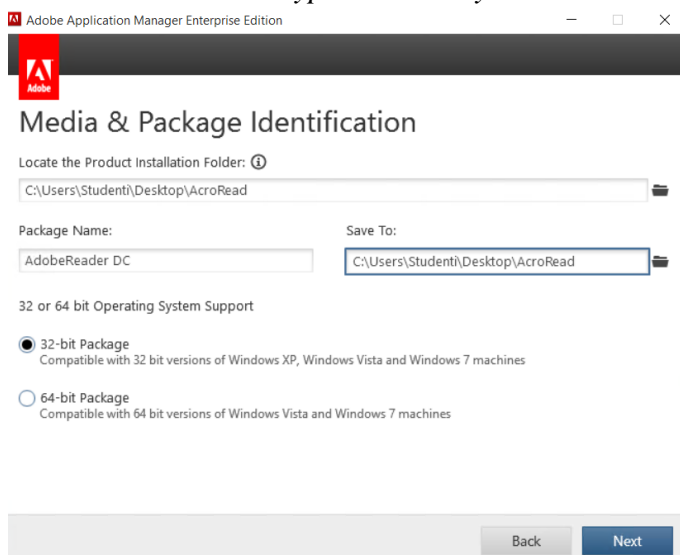 Adobe Application Manager Enterprise Edition
Adobe
Media & Package Identification
Locate the Product Installation Folder:
C:\Users\Studenti\Desktop\AcroRead
Package Name:
Save To:
AdobeReader DC
C:\Users\Studenti\Desktop\AcroRead
32 or 64 bit Operating System Support
32-bit Package
Compatible with 32 bit versions of Windows XP, Windows Vista and Windows 7 machines
64-bit Package
Compatible with 64 bit versions of Windows Vista and Windows 7 machines
Back
Next